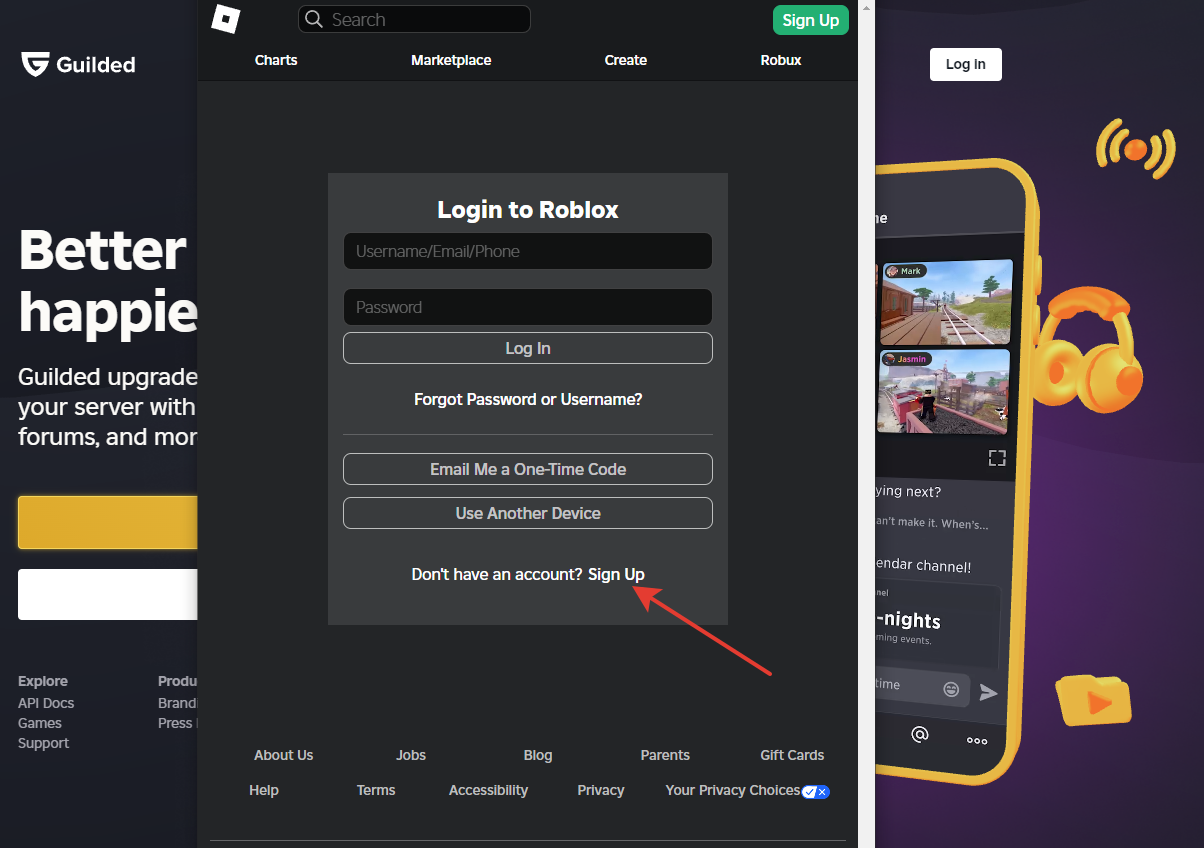 Guilded
Search
Sign Up
Charts
Marketplace
Create
Robux
Log In
Better
happie
Guilded upgrade
your server with
forums, and mor
Explore
API Docs
Games
Support
Produ
Brandi
Press
Login to Roblox
Username/Email/Phone
Password
Log In
Forgot Password or Username?
Email Me a One-Time Code
Use Another Device
Don't have an account? Sign Up
About Us
Jobs
Blog
Parents
Gift Cards
Help
Terms
Accessibility
Privacy
Your Privacy Choices
ne
Mark
Jasmin
ying next?
an't make it. When's...
endar channel!
nel
-nights
ming events.
time
@